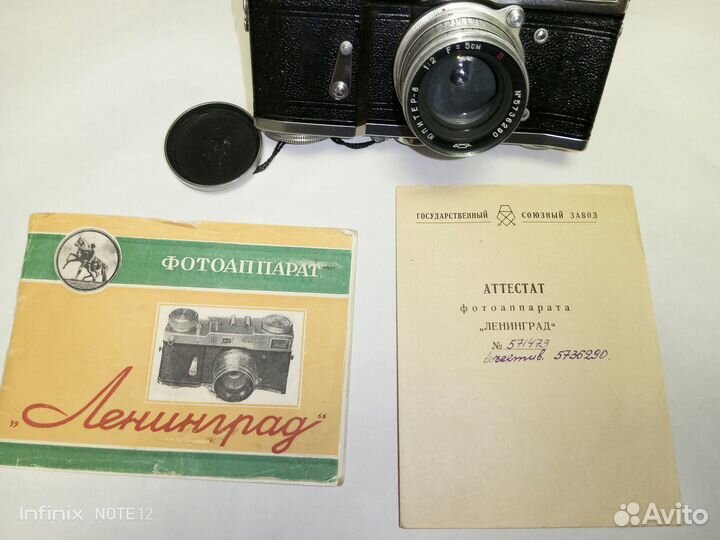 ЮПИТЕР-8 1:2 F=5см П №5736290
ФОТОАППАРАТ
„Ленинград“
ГОСУДАРСТВЕННЫЙ СОЮЗНЫЙ ЗАВОД
АТТЕСТАТ
фотоаппарата
„ЛЕНИНГРАД“
№ 571473
объектив. 5736290.
Infinix NOTE 12
Avito